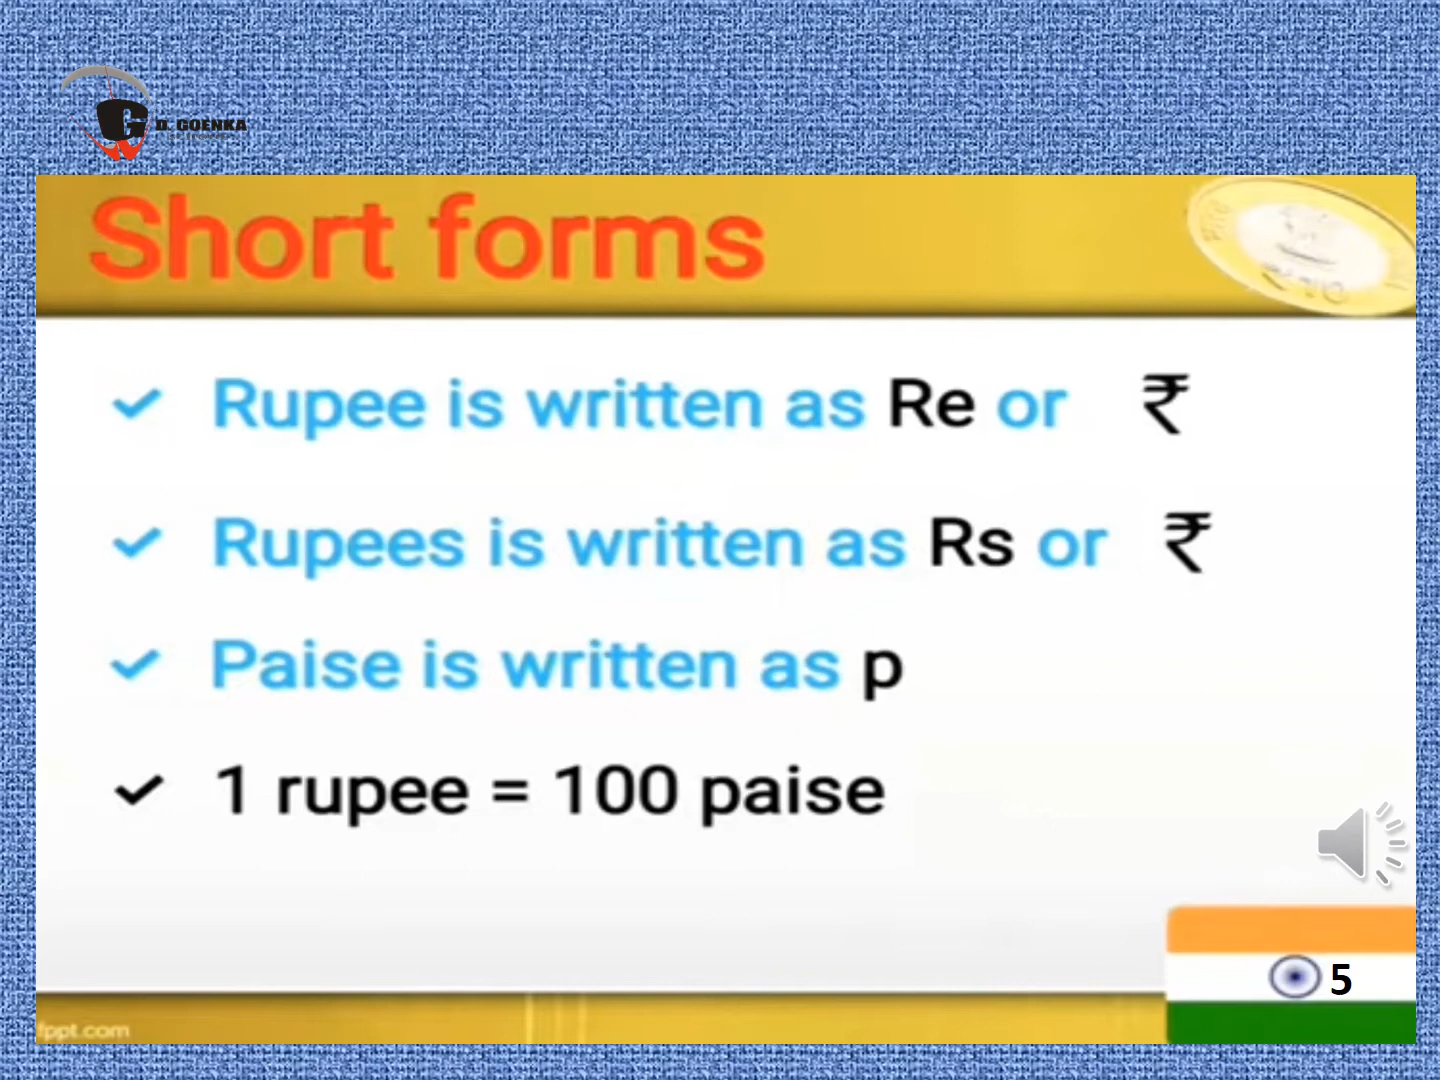 G D. GOENKA
Short forms
Rupee is written as Re or ₹
Rupees is written as Rs or ₹
Paise is written as p
1 rupee = 100 paise
5
fppt.com